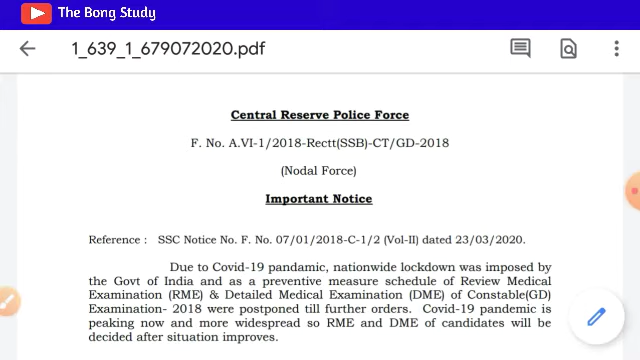 The Bong Study
1_639_1_679072020.pdf
Central Reserve Police Force
F. No. A.VI-1/2018-Rectt(SSB)-CT/GD-2018
(Nodal Force)
Important Notice
Reference : SSC Notice No. F. No. 07/01/2018-C-1/2 (Vol-II) dated 23/03/2020.
Due to Covid-19 pandamic, nationwide lockdown was imposed by
the Govt of India and as a preventive measure schedule of Review Medical
Examination (RME) & Detailed Medical Examination (DME) of Constable(GD)
Examination- 2018 were postponed till further orders. Covid-19 pandemic is
peaking now and more widespread so RME and DME of candidates will be
decided after situation improves.